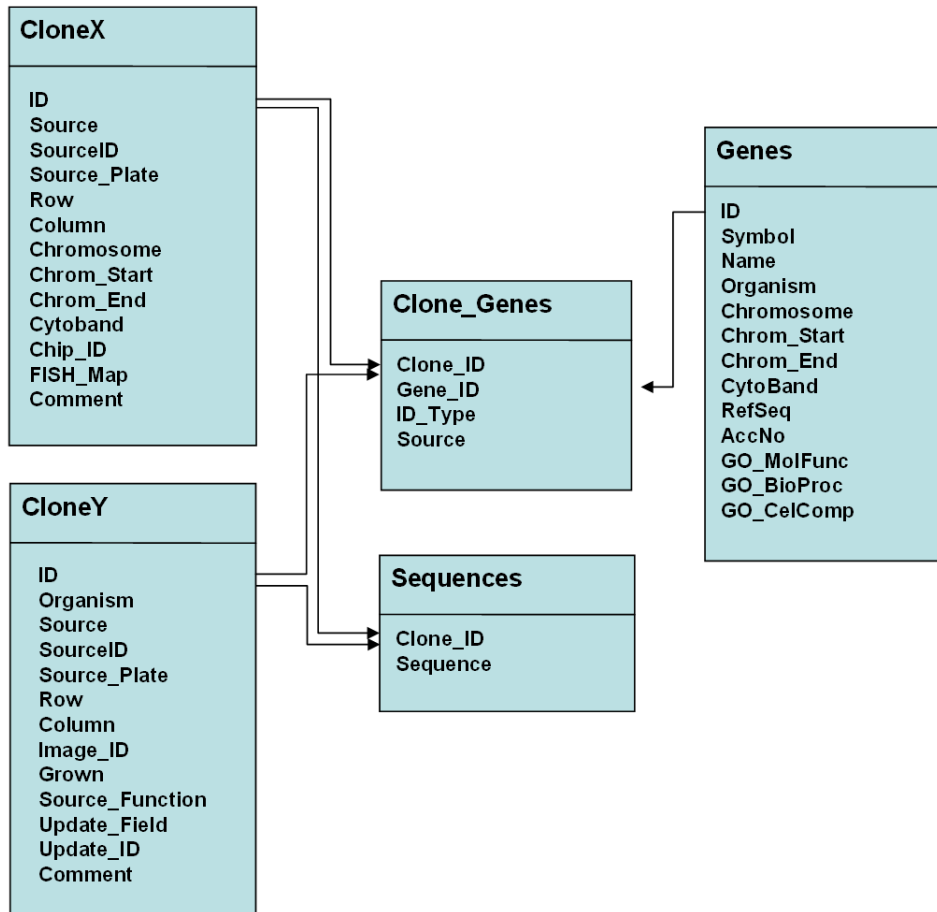 CloneX
ID
Source
SourceID
Source_Plate
Row
Column
Chromosome
Chrom_Start
Chrom_End
Cytoband
Chip_ID
FISH_Map
Comment
CloneY
ID
Organism
Source
SourceID
Source_Plate
Row
Column
Image_ID
Grown
Source_Function
Update_Field
Update_ID
Comment
Clone_Genes
Clone_ID
Gene_ID
ID_Type
Source
Sequences
Clone_ID
Sequence
Genes
ID
Symbol
Name
Organism
Chromosome
Chrom_Start
Chrom_End
CytoBand
RefSeq
AccNo
GO_MolFunc
GO_BioProc
GO_CelComp